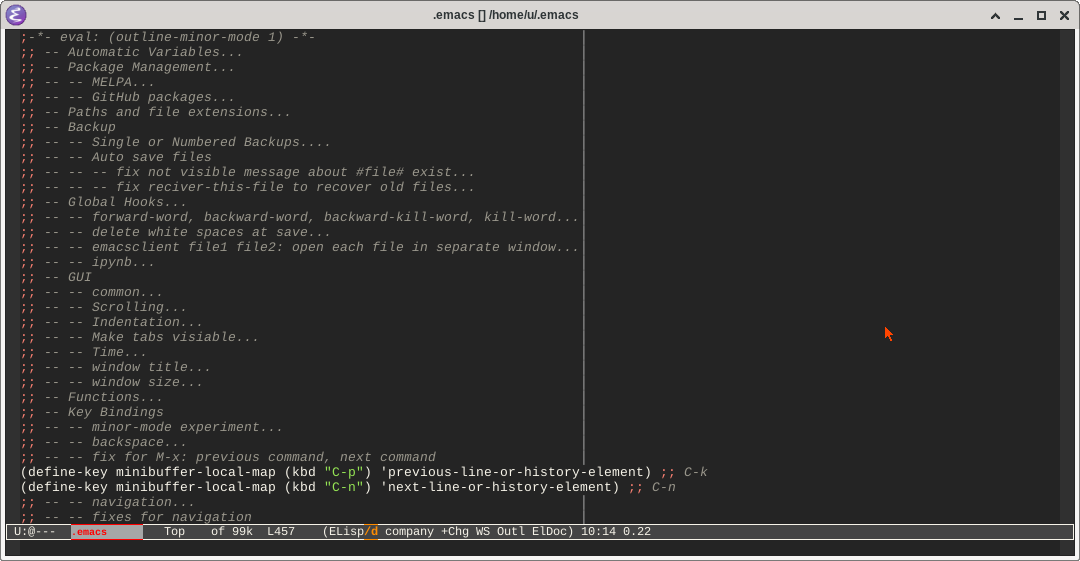 .emacs [] /home/u/.emacs
;-*- eval: (outline-minor-mode 1) -*-
;; -- Automatic Variables...
;; -- Package Management...
;; -- -- MELPA...
;; -- -- GitHub packages...
;; -- Paths and file extensions...
;; -- Backup
;; -- -- Single or Numbered Backups....
;; -- -- Auto save files
;; -- -- -- fix not visible message about #file# exist...
;; -- -- -- fix reciver-this-file to recover old files...
;; -- Global Hooks...
;; -- -- forward-word, backward-word, backward-kill-word, kill-word...
;; -- -- delete white spaces at save...
;; -- -- emacsclient file1 file2: open each file in separate window...
;; -- -- ipynb...
;; -- GUI
;; -- -- common...
;; -- -- Scrolling...
;; -- -- Indentation...
;; -- -- Make tabs visiable...
;; -- -- Time...
;; -- -- window title...
;; -- -- window size...
;; -- Functions...
;; -- Key Bindings
;; -- -- minor-mode experiment...
;; -- -- backspace...
;; -- -- fix for M-x: previous command, next command
(define-key minibuffer-local-map (kbd "C-p") 'previous-line-or-history-element) ;; C-k
(define-key minibuffer-local-map (kbd "C-n") 'next-line-or-history-element) ;; C-n
;; -- -- navigation...
;; -- -- fixes for navigation
U:@--- .emacs Top of 99k L457 (ELisp/d company +Chg WS Outl ElDoc) 10:14 0.22